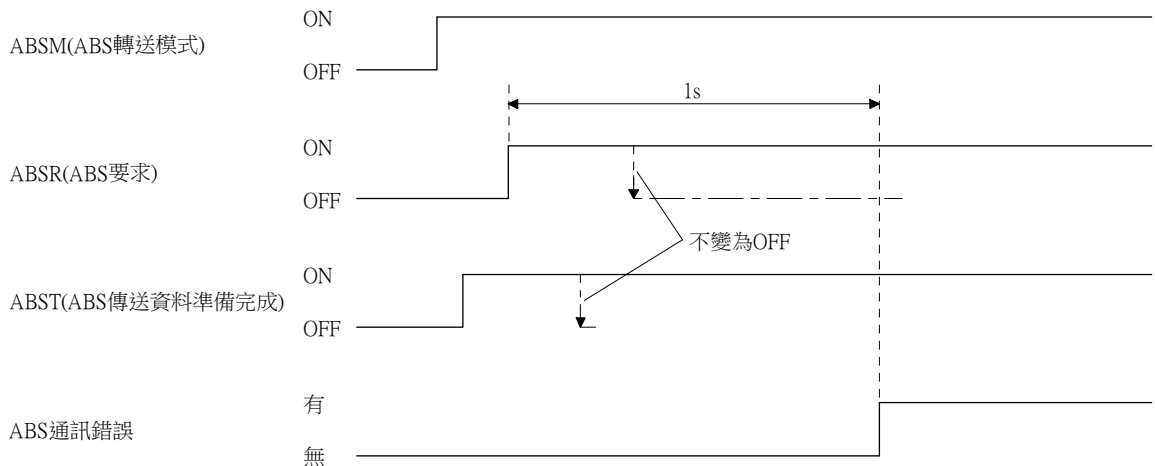 ON
ABSM(ABS轉送模式)
OFF
1s
ON
ABSR(ABS要求)
OFF
不變為OFF
ON
ABST(ABS傳送資料準備完成)
OFF
有
ABS通訊錯誤
無